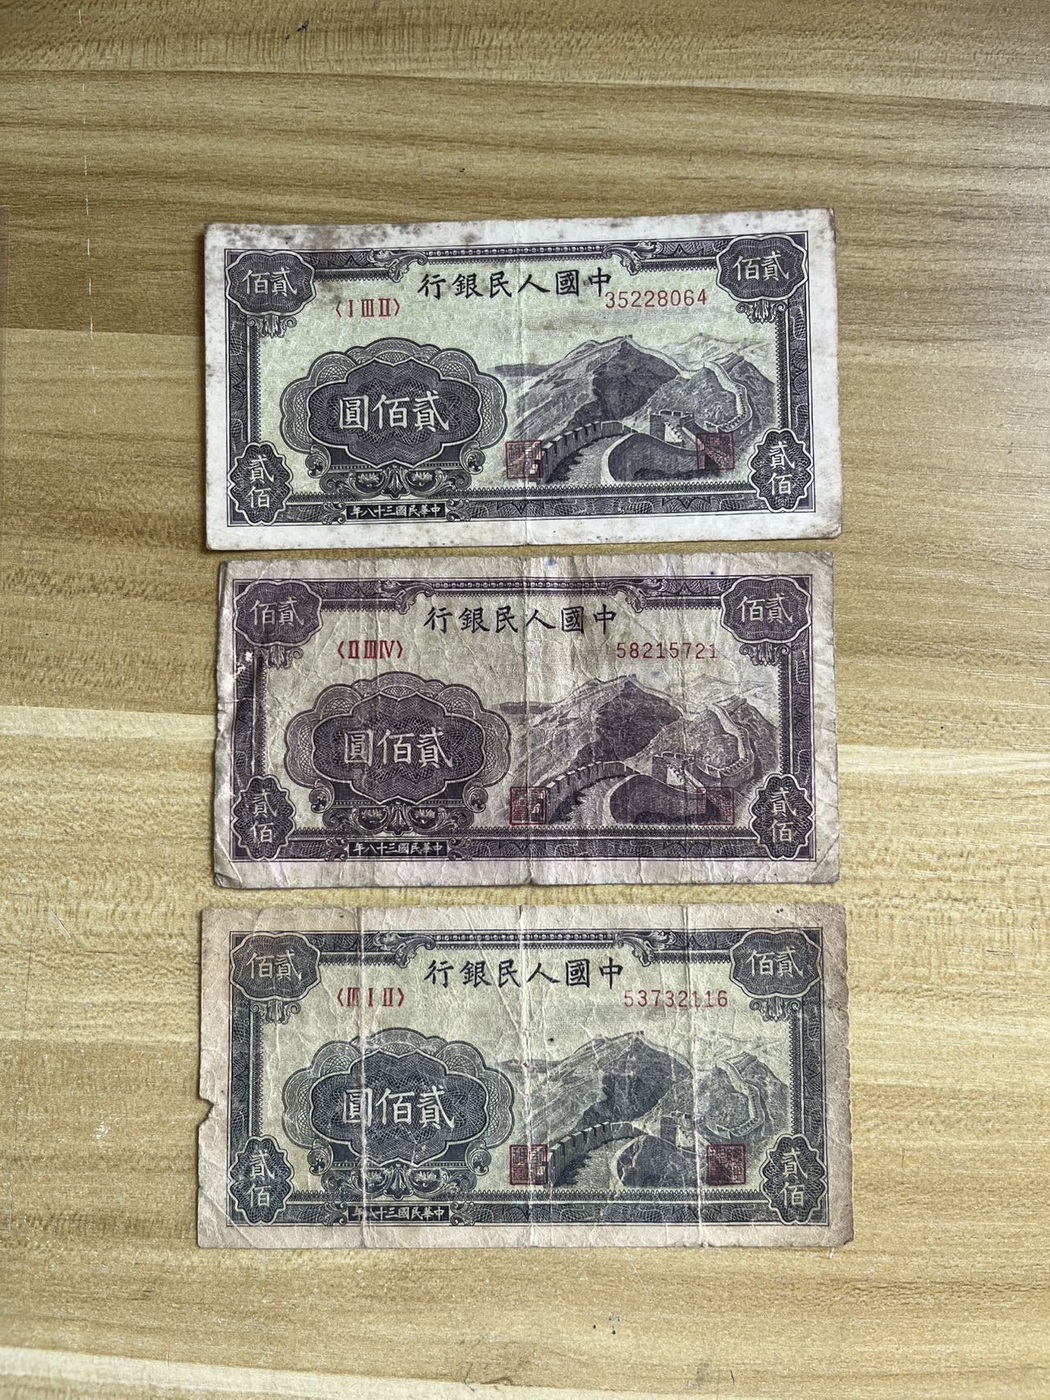 貳佰
中國人民銀行
貳佰
〈I III II〉
35228064
貳佰圓
貳佰
貳佰
中華民國三十八年
貳佰
中國人民銀行
貳佰
〈II III IV〉
58215721
貳佰圓
貳佰
貳佰
中華民國三十八年
貳佰
中國人民銀行
貳佰
〈III I II〉
53732116
貳佰圓
貳佰
貳佰
中華民國三十八年